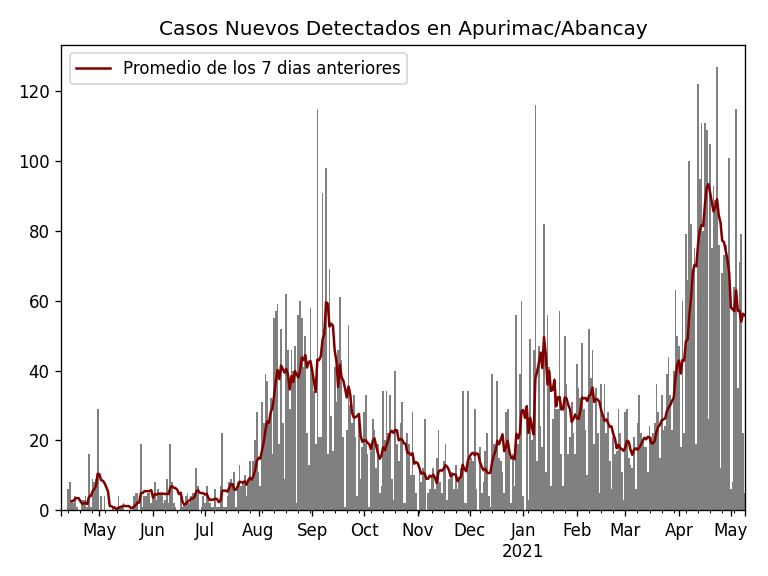 Casos Nuevos Detectados en Apurimac/Abancay
Promedio de los 7 dias anteriores
120
100
80
60
40
20
0
May Jun Jul Aug Sep Oct Nov Dec Jan Feb Mar Apr May
2021